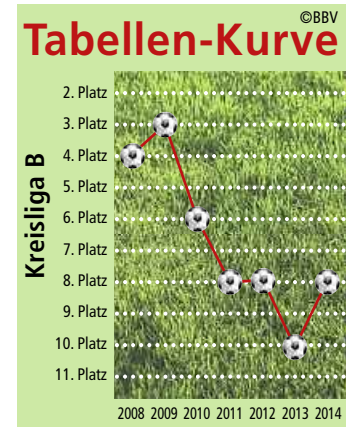 ©BBV
Tabellen-Kurve
Kreisliga B
2. Platz
3. Platz
4. Platz
5. Platz
6. Platz
7. Platz
8. Platz
9. Platz
10. Platz
11. Platz
2008 2009 2010 2011 2012 2013 2014